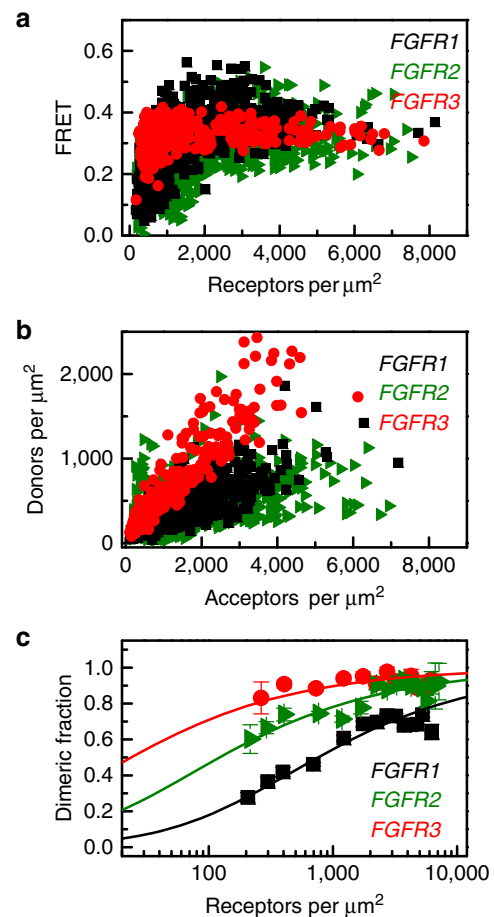 a
FGFR1
FGFR2
FGFR3
FRET
0.6
0.4
0.2
0.0
2,000 4,000 6,000 8,000
Receptors per μm²
b
FGFR1
FGFR2
FGFR3
Donors per μm²
2,000
1,000
0
0 2,000 4,000 6,000 8,000
Acceptors per μm²
c
FGFR1
FGFR2
FGFR3
Dimeric fraction
1.0
0.8
0.6
0.4
0.2
0.0
100 1,000 10,000
Receptors per μm²